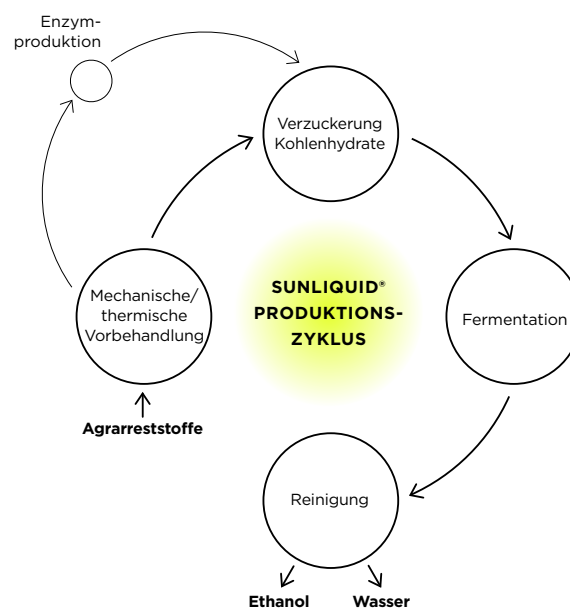 Enzym-
produktion
Verzuckerung
Kohlenhydrate
SUNLIQUID®
PRODUKTIONS-
ZYKLUS
Mechanische/
thermische
Vorbehandlung
Fermentation
Agrarreststoffe
Reinigung
Ethanol
Wasser